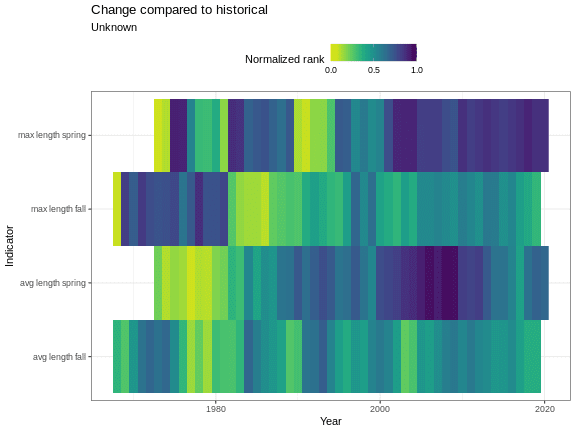 Change compared to historical
Unknown
Normalized rank
0.0 0.5 1.0
max length spring
max length fall
avg length spring
avg length fall
Indicator
1980 2000 2020
Year